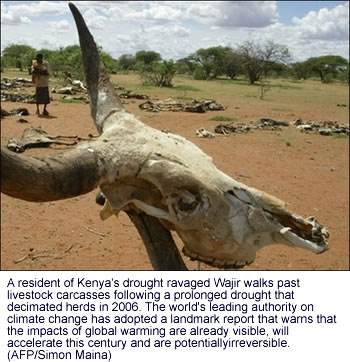 A resident of Kenya's drought ravaged Wajir walks past
livestock carcasses following a prolonged drought that
decimated herds in 2006. The world's leading authority on
climate change has adopted a landmark report that warns that
the impacts of global warming are already visible, will
accelerate this century and are potentiallyirreversible.
(AFP/Simon Maina)